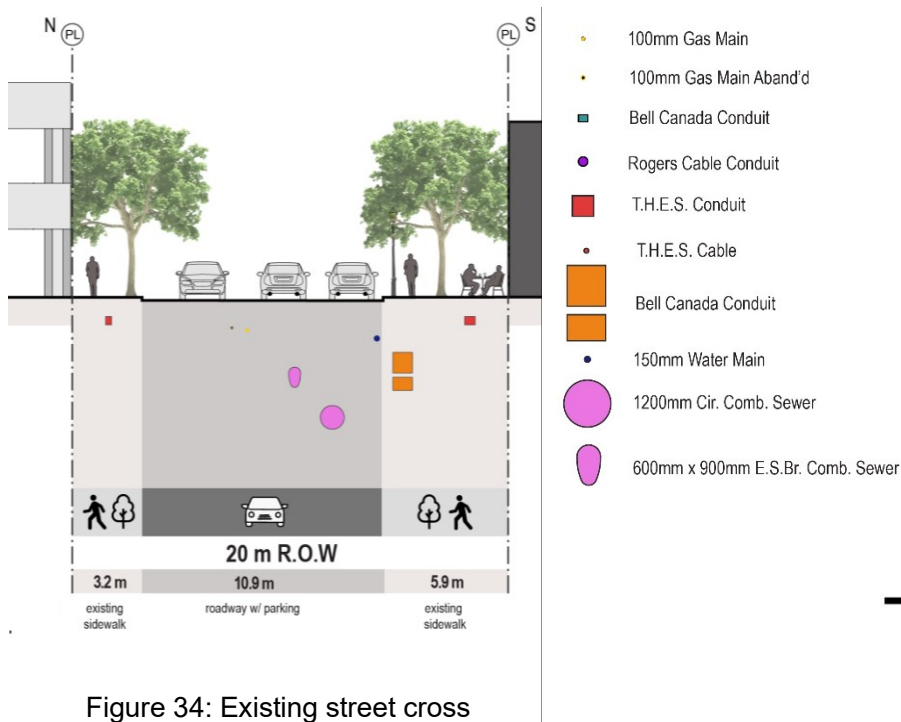 N
PL
PL
S
20 m R.O.W
3.2 m
10.9 m
5.9 m
existing
sidewalk
roadway w/ parking
existing
sidewalk
100mm Gas Main
100mm Gas Main Aband'd
Bell Canada Conduit
Rogers Cable Conduit
T.H.E.S. Conduit
T.H.E.S. Cable
Bell Canada Conduit
150mm Water Main
1200mm Cir. Comb. Sewer
600mm x 900mm E.S.Br. Comb. Sewer
Figure 34: Existing street cross